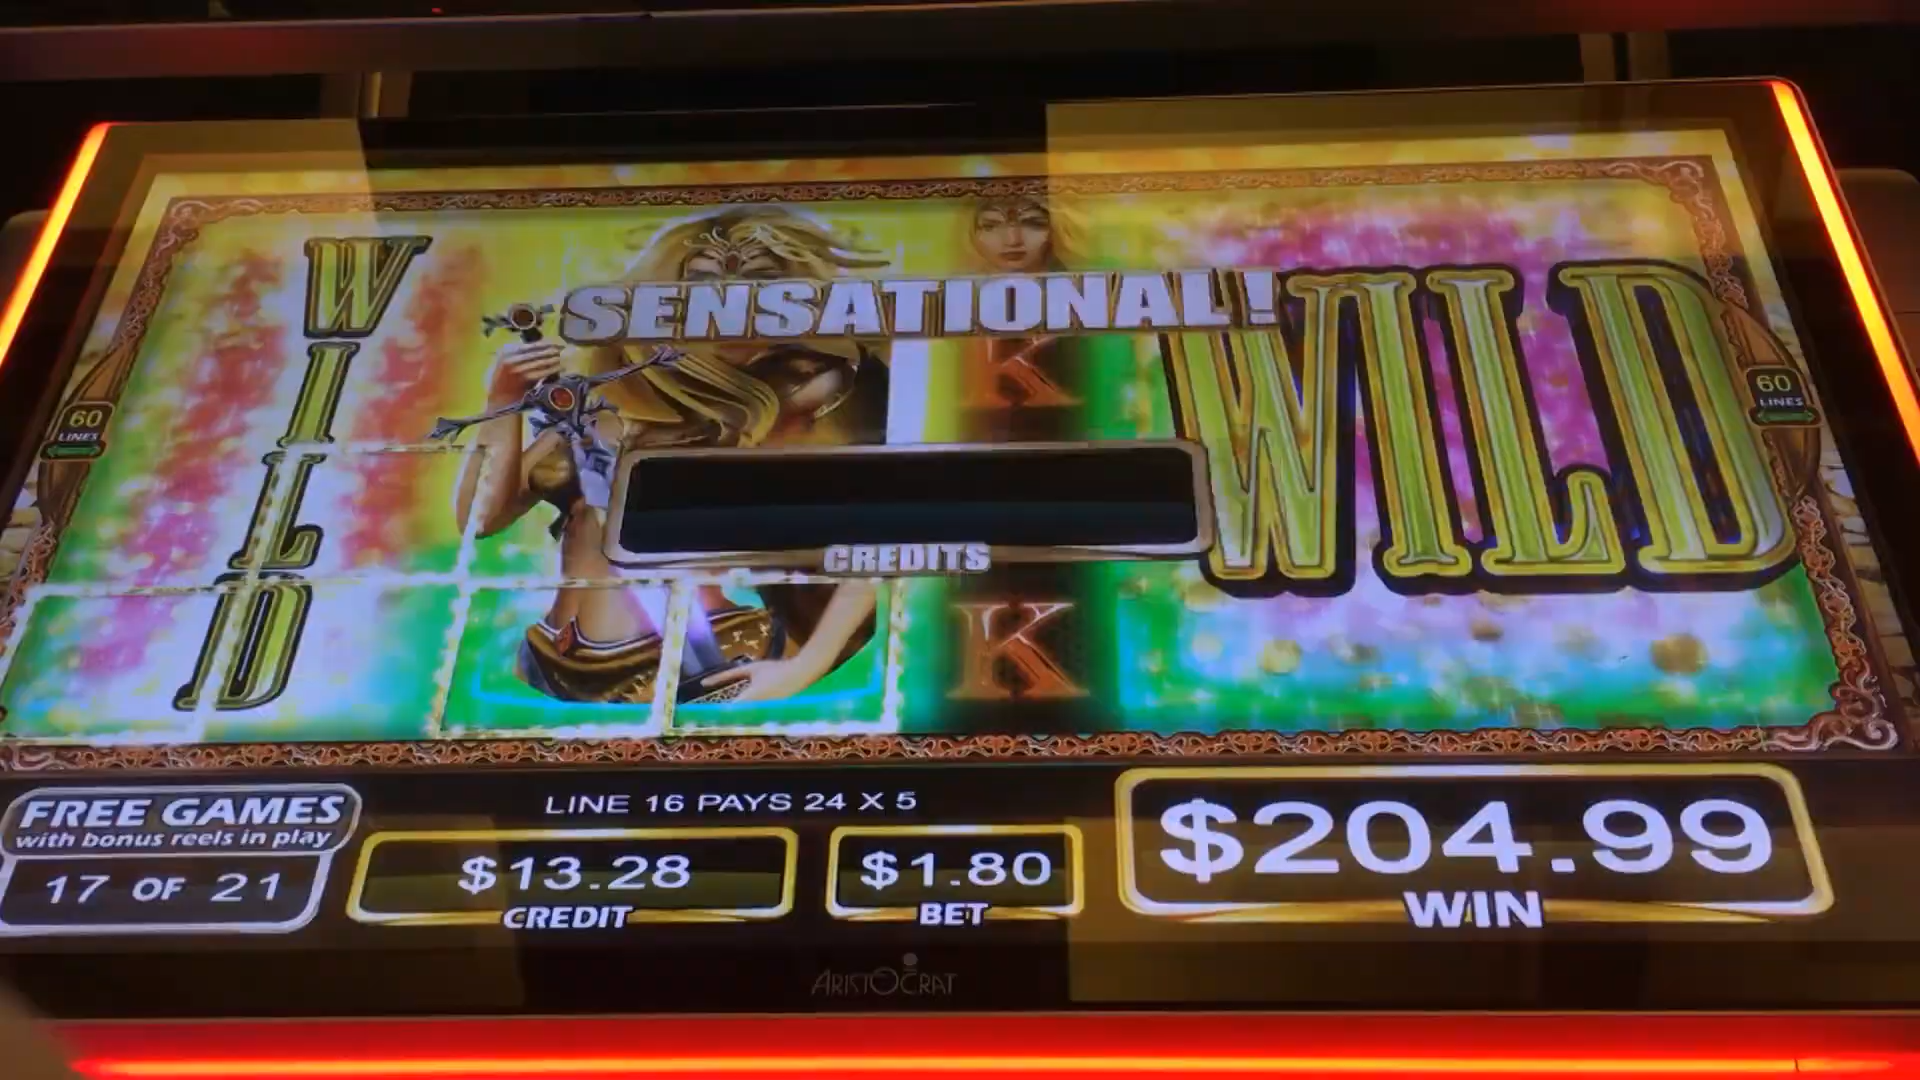 WILD
SENSATIONAL!
WILD
K
60
LINES
60
LINES
CREDITS
K
FREE GAMES
with bonus reels in play
17 OF 21
LINE 16 PAYS 24 X 5
$13.28
CREDIT
$1.80
BET
$204.99
WIN
ARISTOCRAT